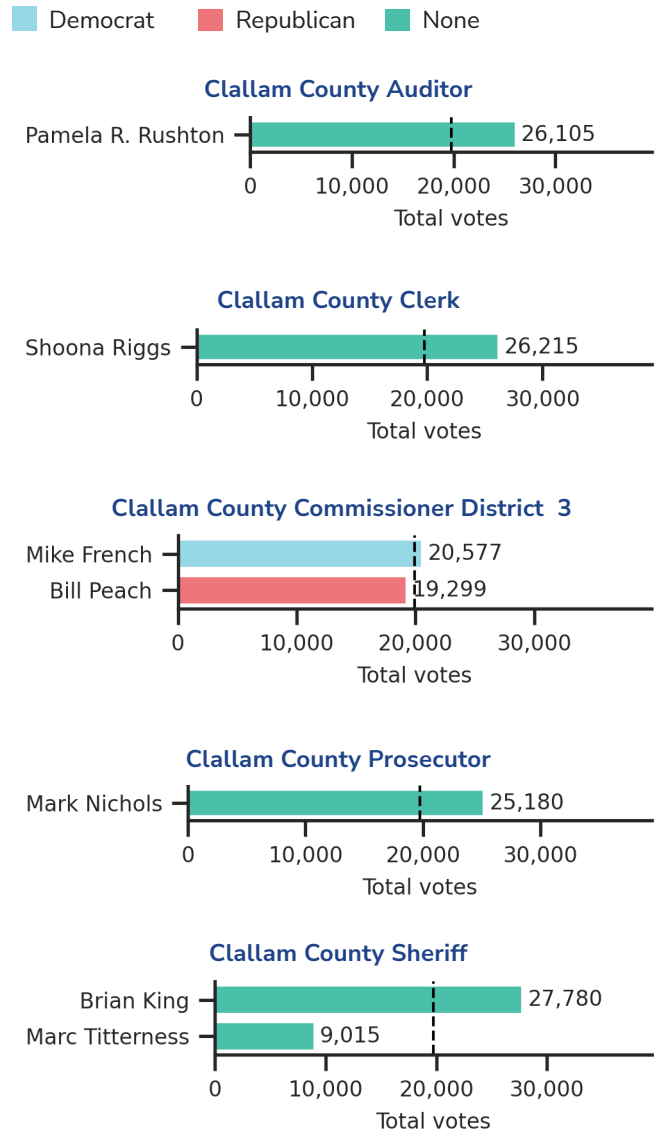 Democrat Republican None
Clallam County Auditor
Pamela R. Rushton 26,105
0 10,000 20,000 30,000
Total votes
Clallam County Clerk
Shoona Riggs 26,215
0 10,000 20,000 30,000
Total votes
Clallam County Commissioner District 3
Mike French 20,577
Bill Peach 19,299
0 10,000 20,000 30,000
Total votes
Clallam County Prosecutor
Mark Nichols 25,180
0 10,000 20,000 30,000
Total votes
Clallam County Sheriff
Brian King 27,780
Marc Titterness 9,015
0 10,000 20,000 30,000
Total votes